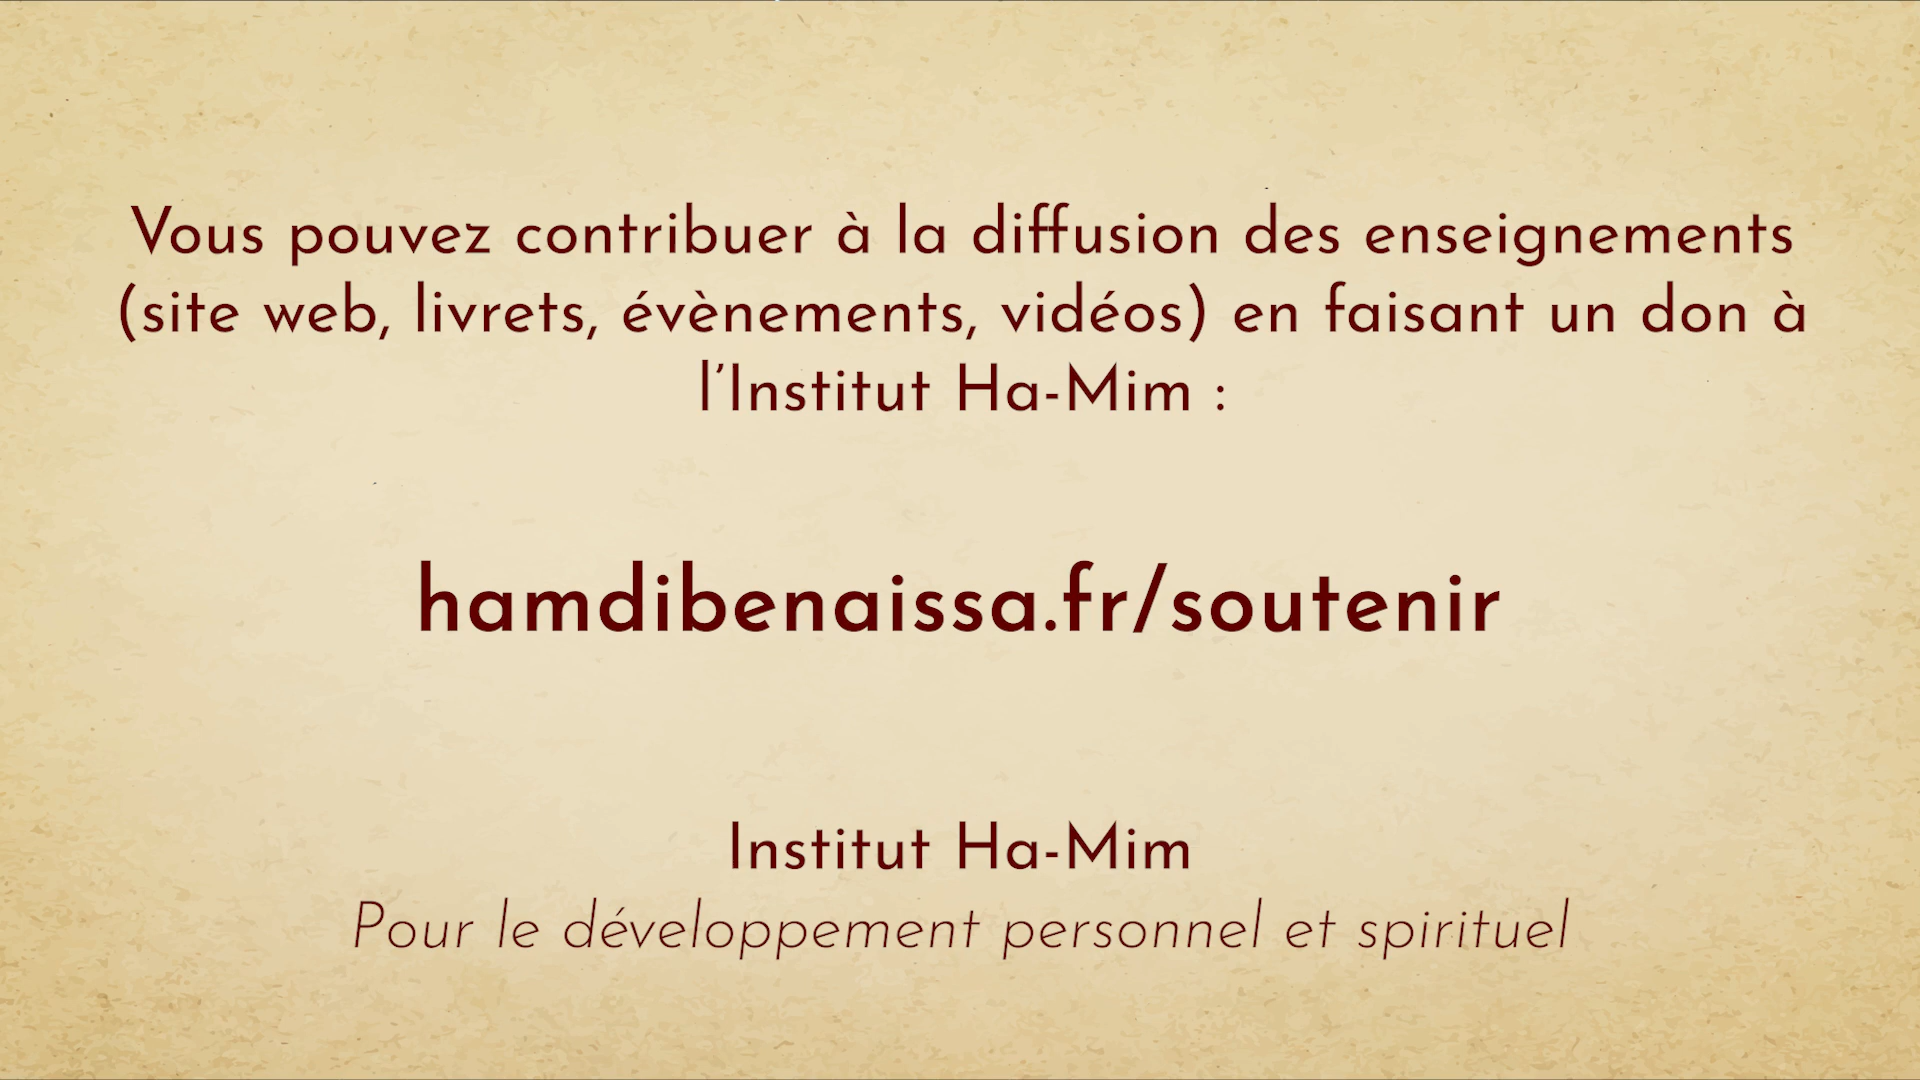 Vous pouvez contribuer à la diffusion des enseignements
(site web, livrets, évènements, vidéos) en faisant un don à
l’Institut Ha-Mim :
hamdibenaissa.fr/soutenir
Institut Ha-Mim
Pour le développement personnel et spirituel